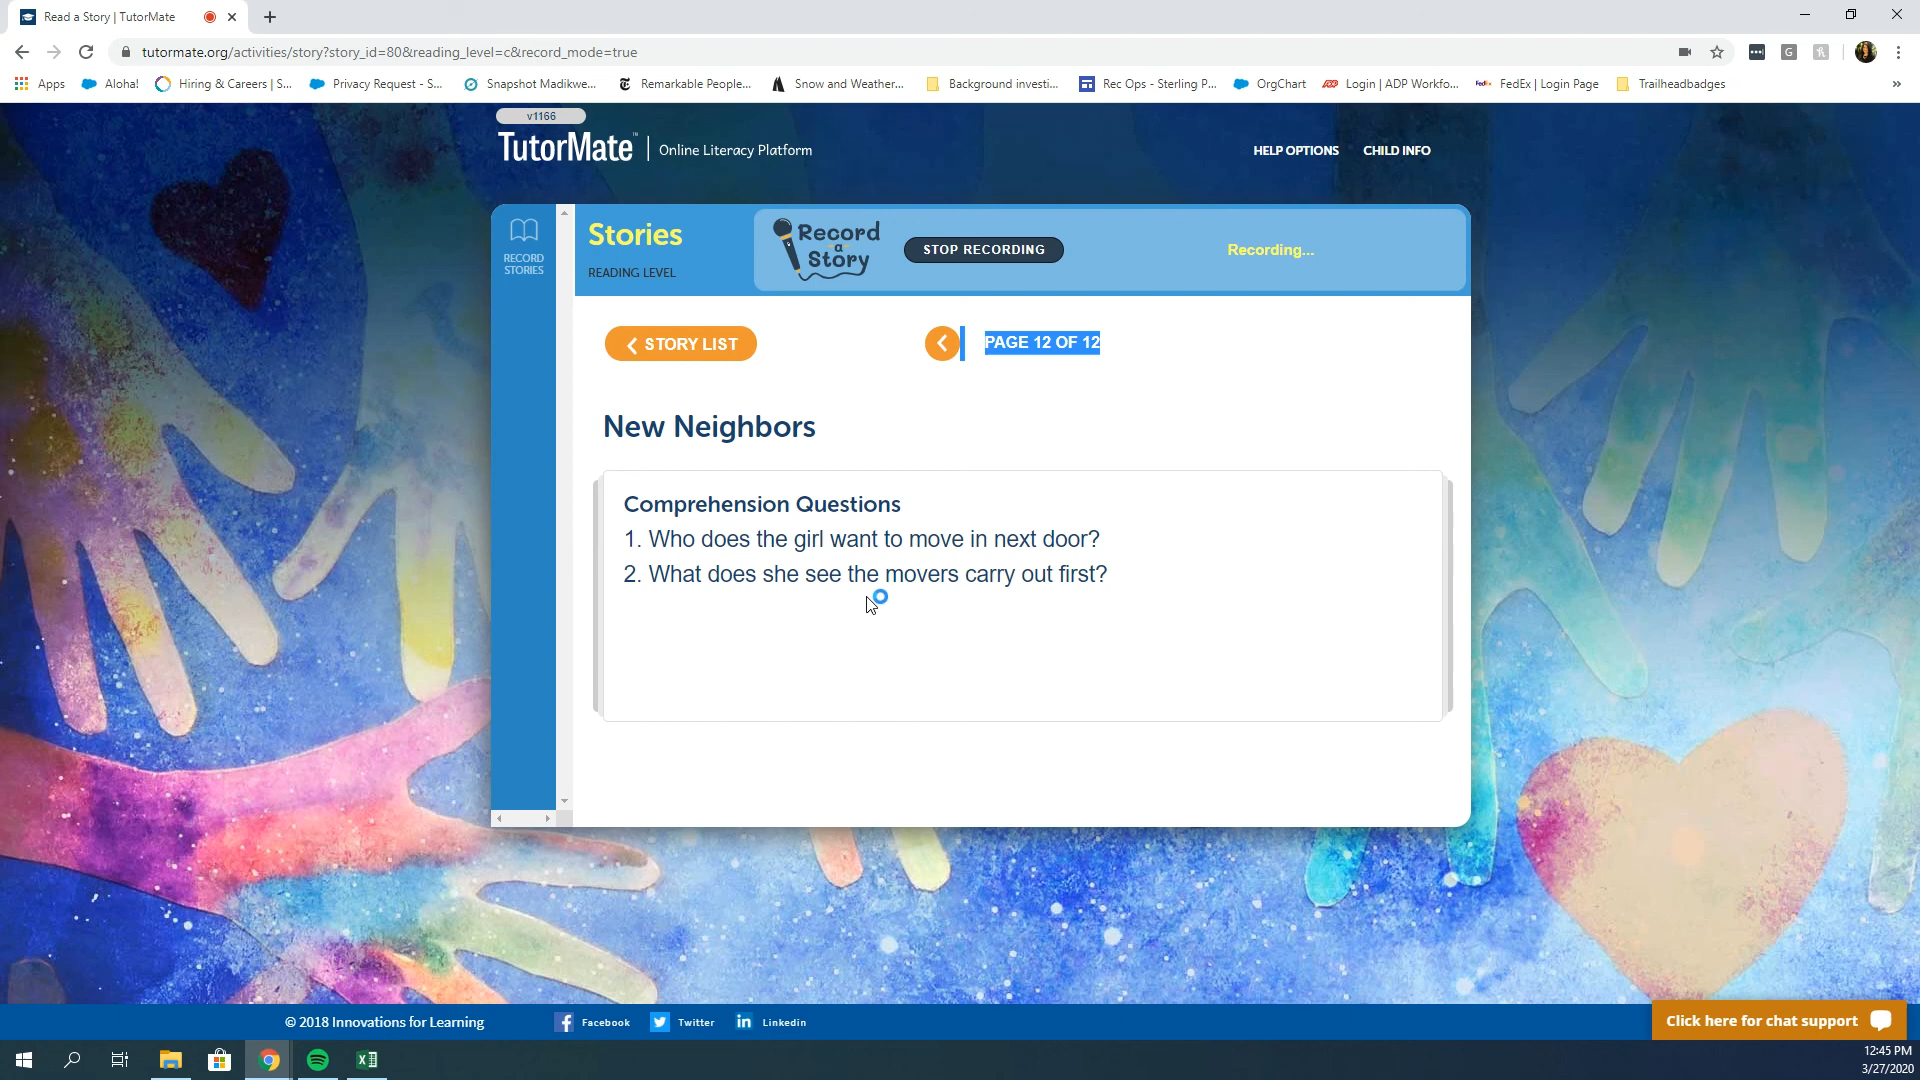 Read a Story | TutorMate
tutormate.org/activities/story?story_id=80&reading_level=c&record_mode=true
Apps
Aloha!
Hiring & Careers | S...
Privacy Request - S...
Snapshot Madikwe...
Remarkable People...
Snow and Weather...
Background investi...
Rec Ops - Sterling P...
OrgChart
Login | ADP Workfo...
FedEx | Login Page
Trailheadbadges
»
v1166
TutorMate™ | Online Literacy Platform
HELP OPTIONS
CHILD INFO
RECORD
STORIES
Stories
READING LEVEL
Record
a
Story
STOP RECORDING
Recording...
STORY LIST
PAGE 12 OF 12
New Neighbors
Comprehension Questions
1. Who does the girl want to move in next door?
2. What does she see the movers carry out first?
© 2018 Innovations for Learning
Facebook
Twitter
Linkedin
Click here for chat support
12:45 PM
3/27/2020